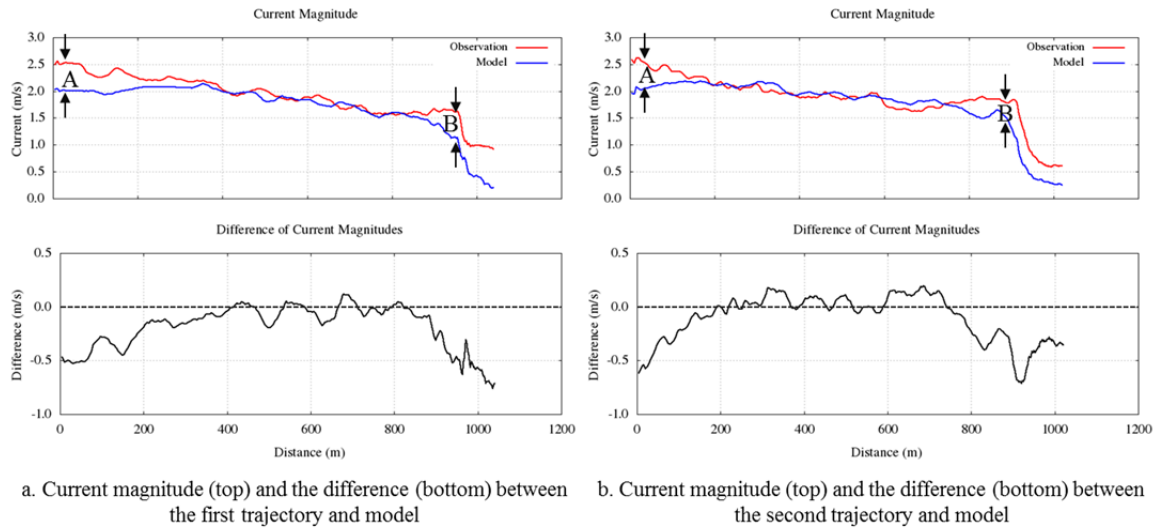 Current Magnitude
3.0
2.5
2.0
1.5
1.0
0.5
0.0
Current (m/s)
Observation
Model
A
B
Difference of Current Magnitudes
0.5
0.0
-0.5
-1.0
Difference (m/s)
0 200 400 600 800 1000 1200
Distance (m)
a. Current magnitude (top) and the difference (bottom) between
the first trajectory and model
Current Magnitude
3.0
2.5
2.0
1.5
1.0
0.5
0.0
Current (m/s)
Observation
Model
A
B
Difference of Current Magnitudes
0.5
0.0
-0.5
-1.0
Difference (m/s)
0 200 400 600 800 1000 1200
Distance (m)
b. Current magnitude (top) and the difference (bottom) between
the second trajectory and model